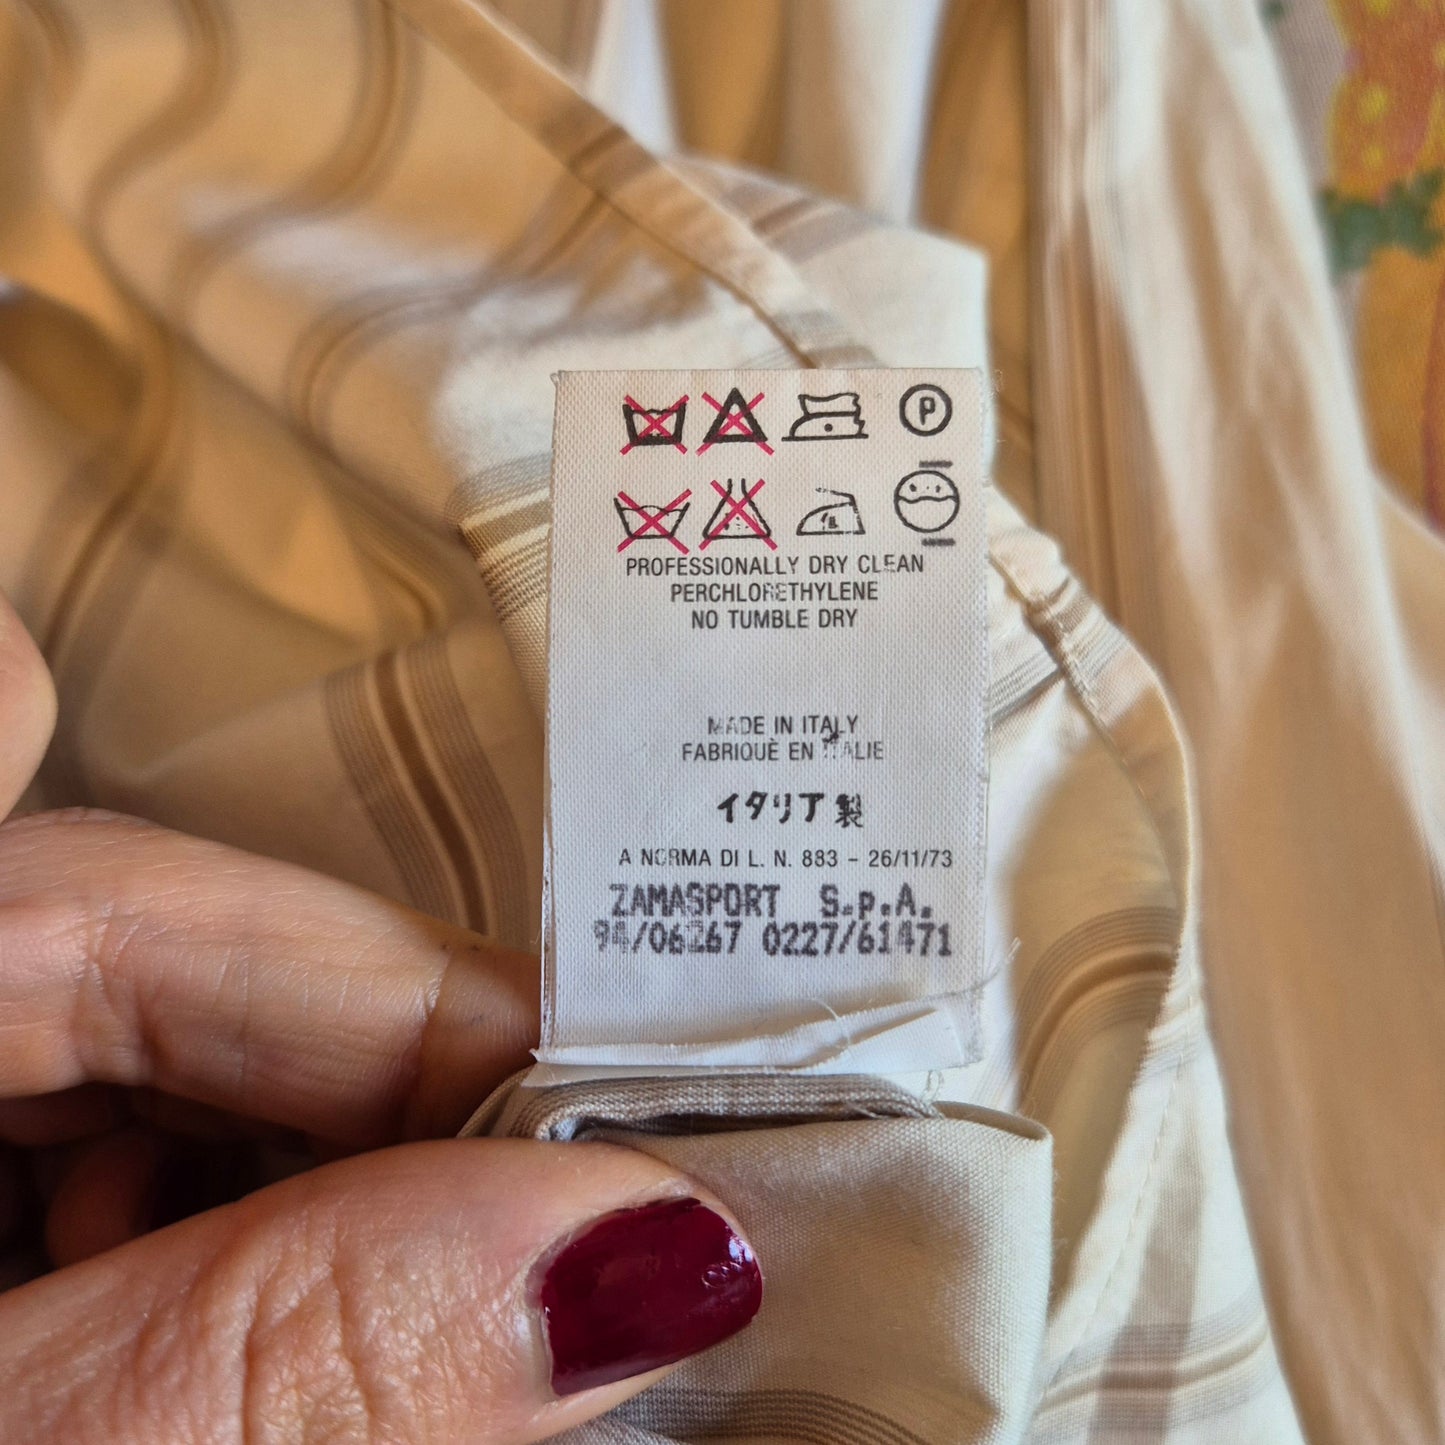 P
PROFESSIONALLY DRY CLEAN
PERCHLORETHYLENE
NO TUMBLE DRY
MADE IN ITALY
FABRIQUÈ EN ITALIE
イタリア製
A NORMA DI L. N. 883 - 26/11/73
ZAMASPORT S.p.A.
94/06267 0227/61471